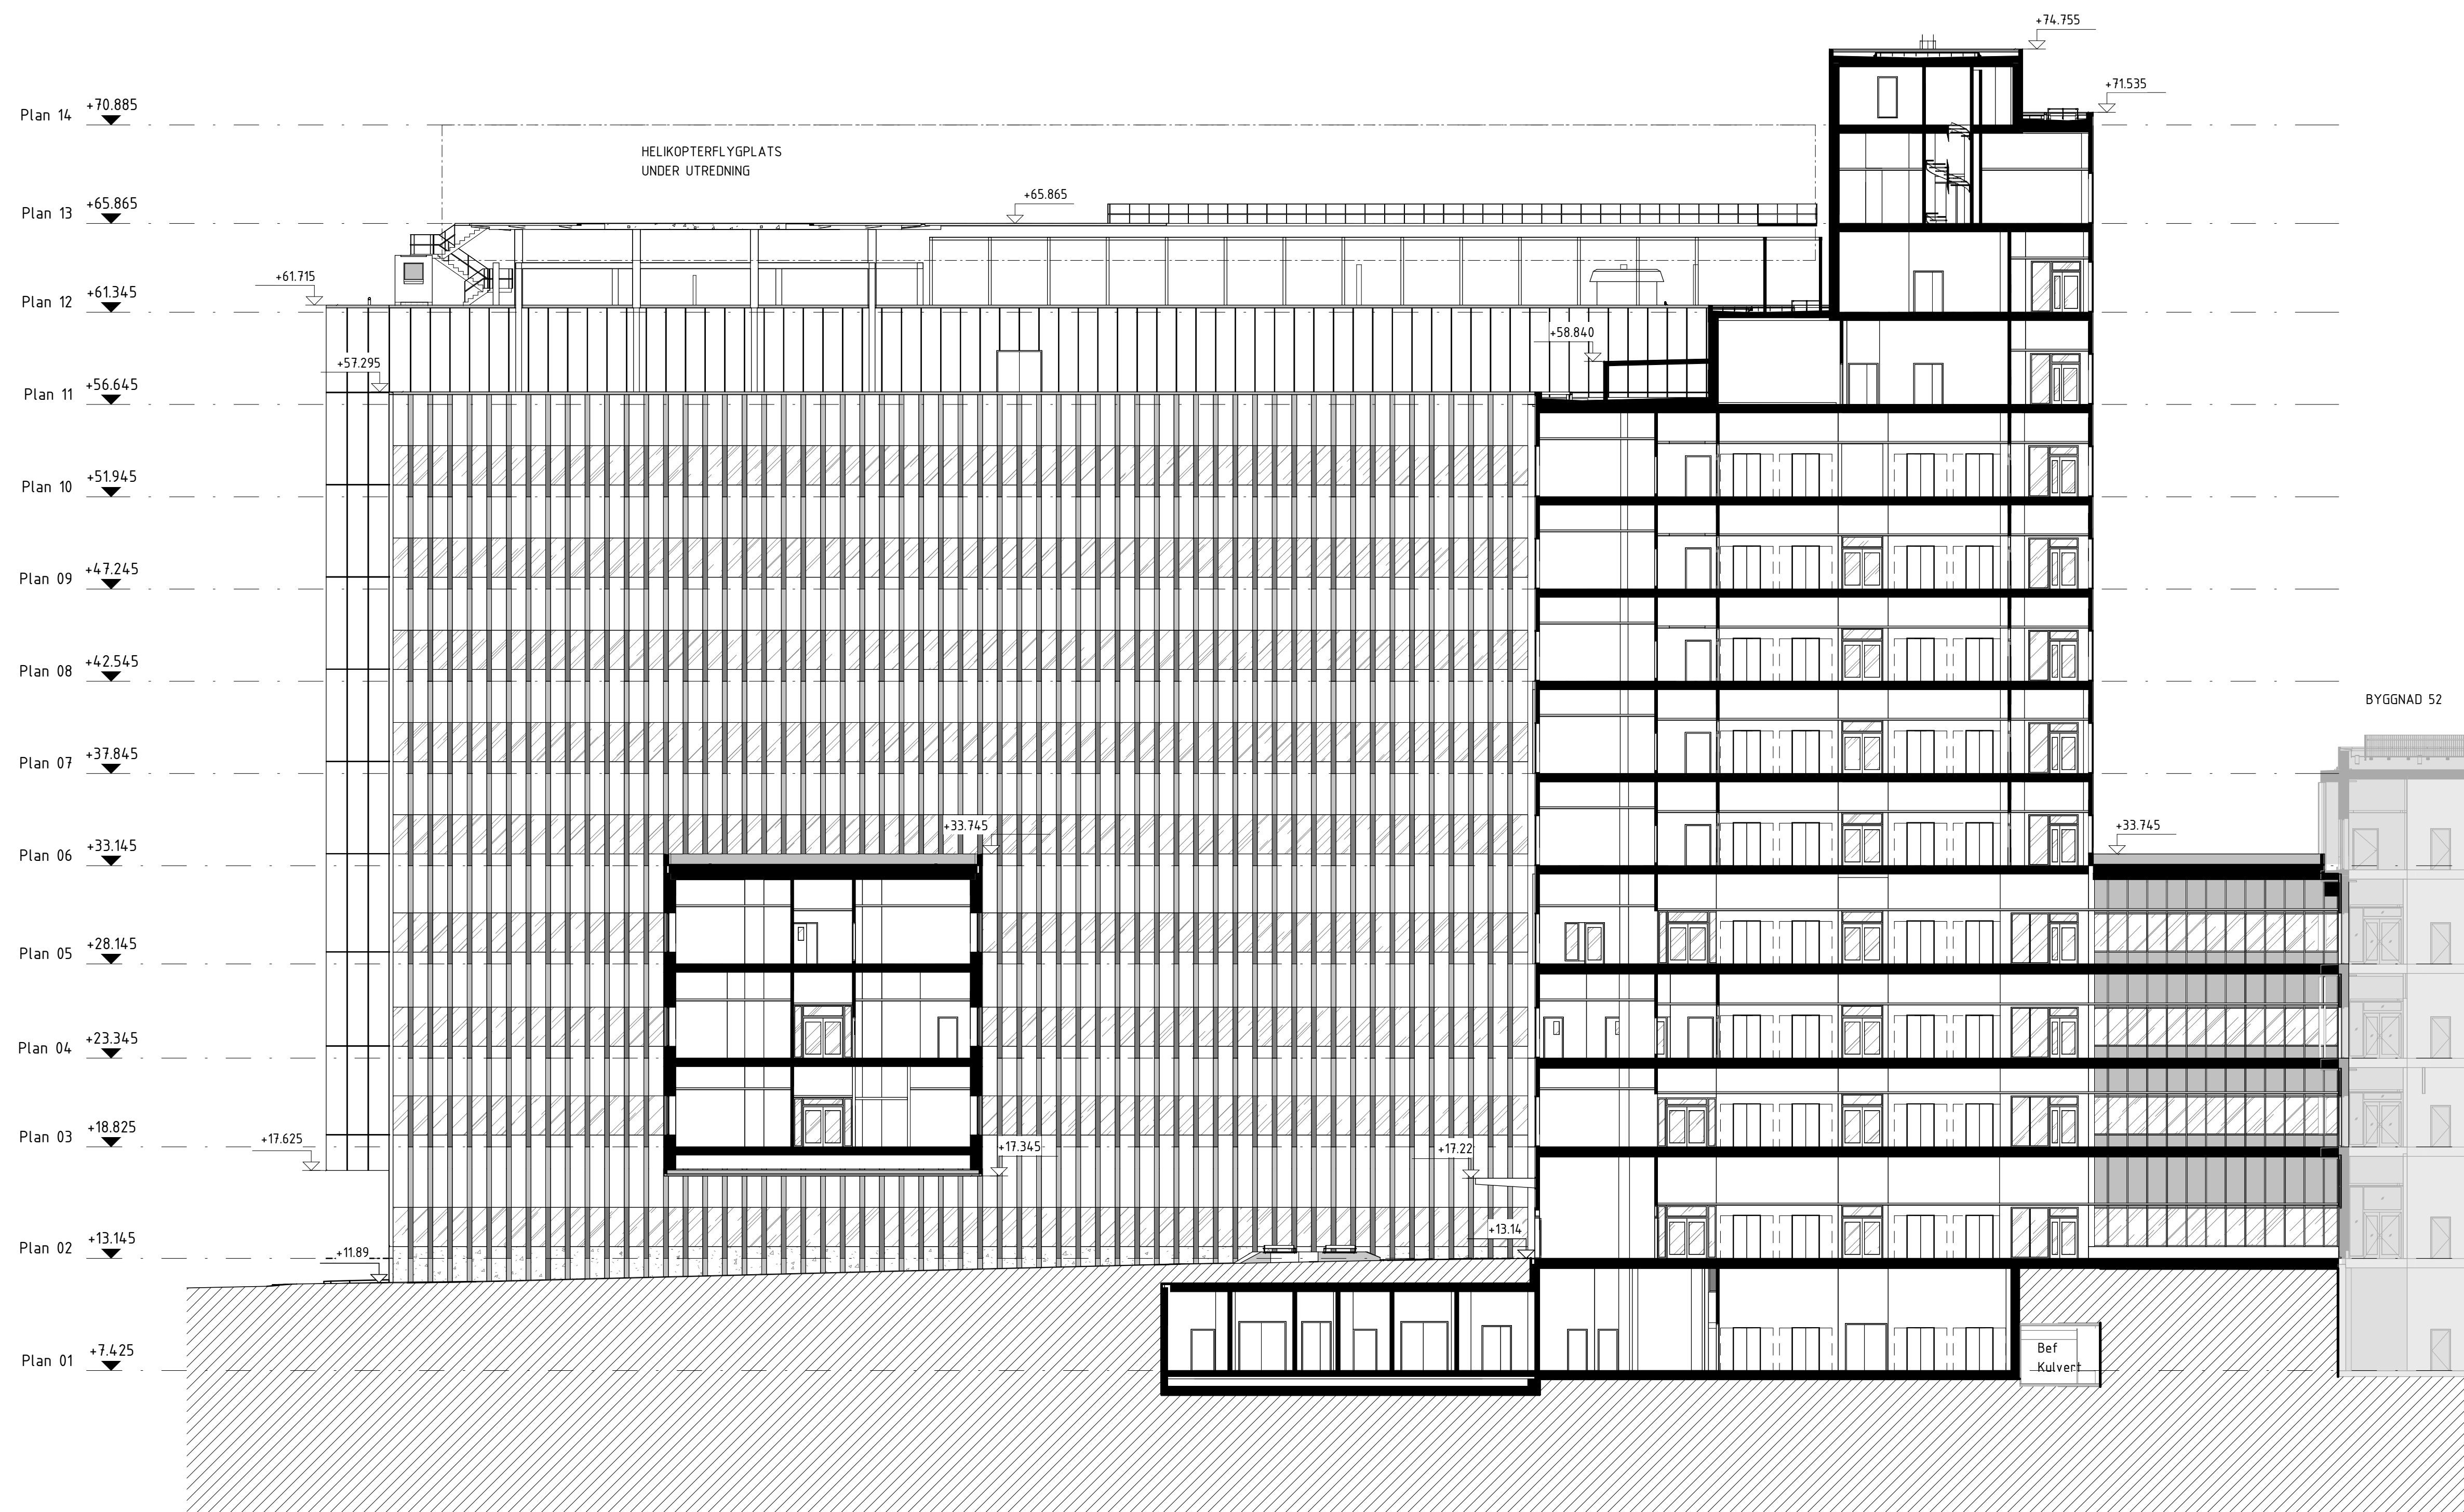 +74.755
+71.535
Plan 14 +70.885
HELIKOPTERFLYGPLATS
UNDER UTREDNING
Plan 13 +65.865
+65.865
+61.715
Plan 12 +61.345
+58.840
+57.295
Plan 11 +56.645
Plan 10 +51.945
Plan 09 +47.245
Plan 08 +42.545
BYGGNAD 52
Plan 07 +37.845
+33.745
+33.745
Plan 06 +33.145
Plan 05 +28.145
Plan 04 +23.345
Plan 03 +18.825
+17.625
+17.345
+17.22
+13.14
Plan 02 +13.145
+11.89
Plan 01 +7.425
Bef
Kulvert